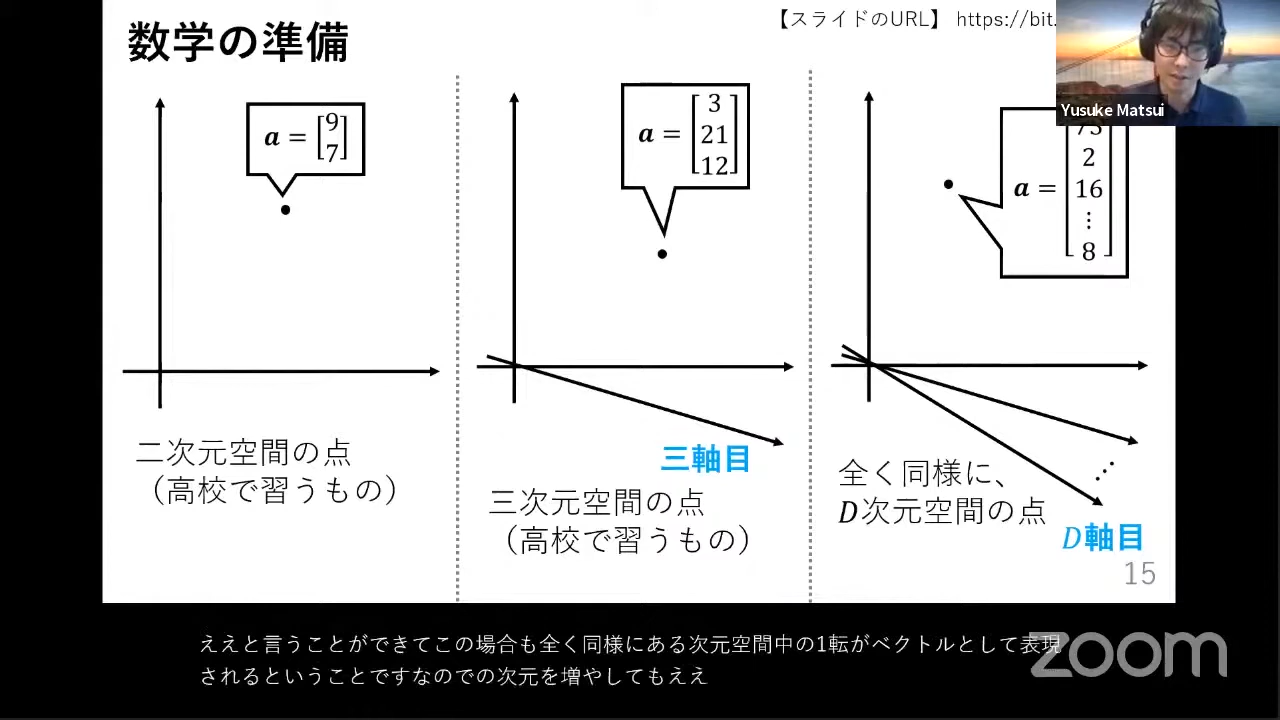 数学の準備
【スライドのURL】 https://bit.
Yusuke Matsui
a = [9 7]
二次元空間の点
(高校で習うもの)
a = [3 21 12]
三軸目
三次元空間の点
(高校で習うもの)
a = [73 2 16 ⋮ 8]
全く同様に、
D次元空間の点
D軸目
15
ええと言うことができてこの場合も全く同様にある次元空間中の1転がベクトルとして表現
されるということですなのでの次元を増やしてもええ
zoom